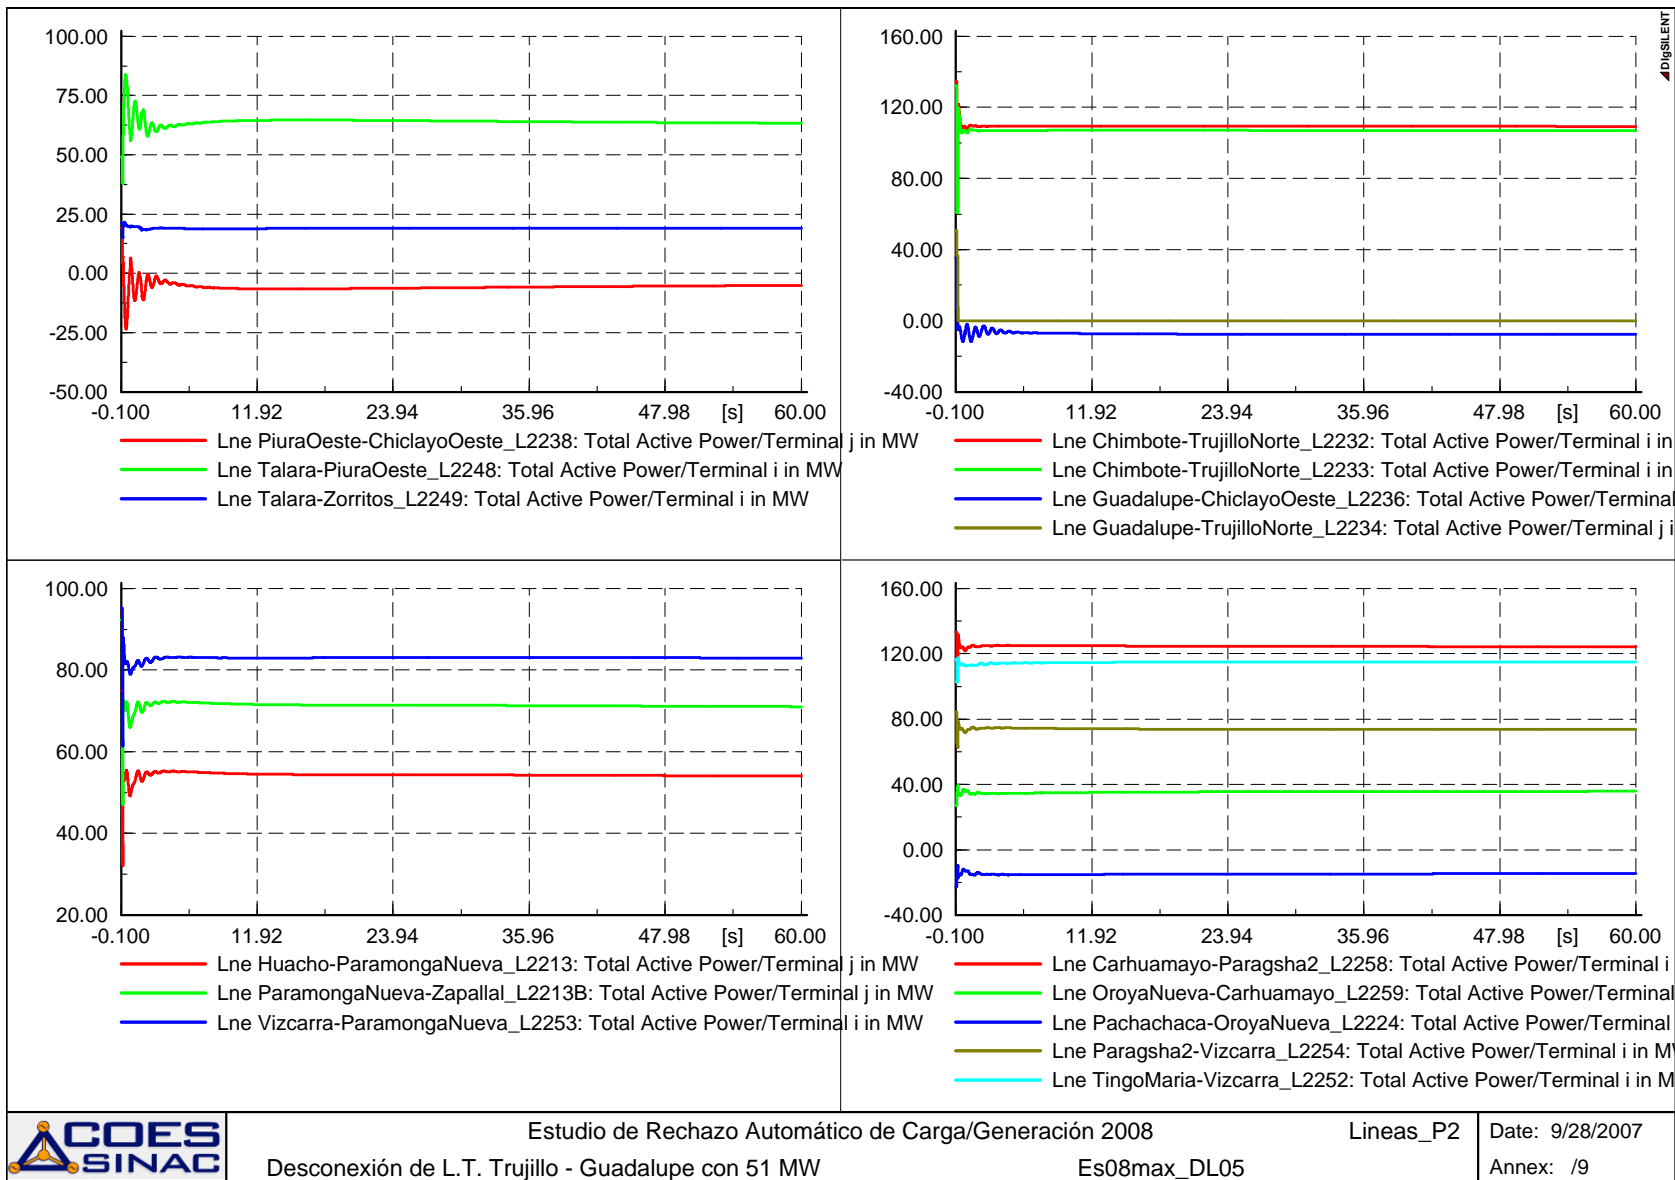 DIgSILENT
100.00
75.00
50.00
25.00
0.00
-25.00
-50.00
-0.100 11.92 23.94 35.96 47.98 [s] 60.00
Lne PiuraOeste-ChiclayoOeste_L2238: Total Active Power/Terminal j in MW
Lne Talara-PiuraOeste_L2248: Total Active Power/Terminal i in MW
Lne Talara-Zorritos_L2249: Total Active Power/Terminal i in MW
160.00
120.00
80.00
40.00
0.00
-40.00
-0.100 11.92 23.94 35.96 47.98 [s] 60.00
Lne Chimbote-TrujilloNorte_L2232: Total Active Power/Terminal i in
Lne Chimbote-TrujilloNorte_L2233: Total Active Power/Terminal i in
Lne Guadalupe-ChiclayoOeste_L2236: Total Active Power/Terminal
Lne Guadalupe-TrujilloNorte_L2234: Total Active Power/Terminal j i
100.00
80.00
60.00
40.00
20.00
-0.100 11.92 23.94 35.96 47.98 [s] 60.00
Lne Huacho-ParamongaNueva_L2213: Total Active Power/Terminal j in MW
Lne ParamongaNueva-Zapallal_L2213B: Total Active Power/Terminal j in MW
Lne Vizcarra-ParamongaNueva_L2253: Total Active Power/Terminal i in MW
160.00
120.00
80.00
40.00
0.00
-40.00
-0.100 11.92 23.94 35.96 47.98 [s] 60.00
Lne Carhuamayo-Paragsha2_L2258: Total Active Power/Terminal i
Lne OroyaNueva-Carhuamayo_L2259: Total Active Power/Terminal
Lne Pachachaca-OroyaNueva_L2224: Total Active Power/Terminal
Lne Paragsha2-Vizcarra_L2254: Total Active Power/Terminal i in M
Lne TingoMaria-Vizcarra_L2252: Total Active Power/Terminal i in M
COES
SINAC
Estudio de Rechazo Automático de Carga/Generación 2008 Lineas_P2
Desconexión de L.T. Trujillo - Guadalupe con 51 MW Es08max_DL05
Date: 9/28/2007
Annex: /9